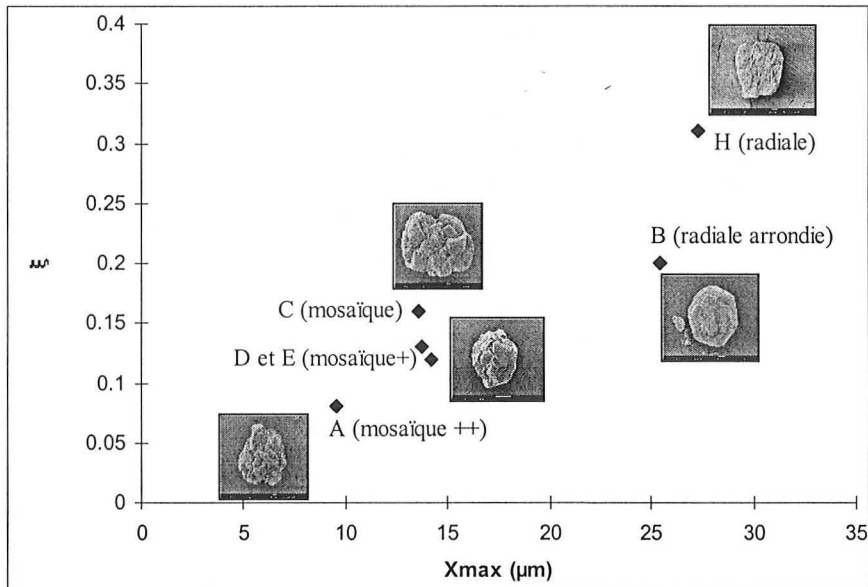 0.4
0.35
0.3
0.25
0.2
0.15
0.1
0.05
0
ξ
H (radiale)
B (radiale arrondie)
C (mosaïque)
D et E (mosaïque+)
A (mosaïque ++)
0 5 10 15 20 25 30 35
Xmax (µm)